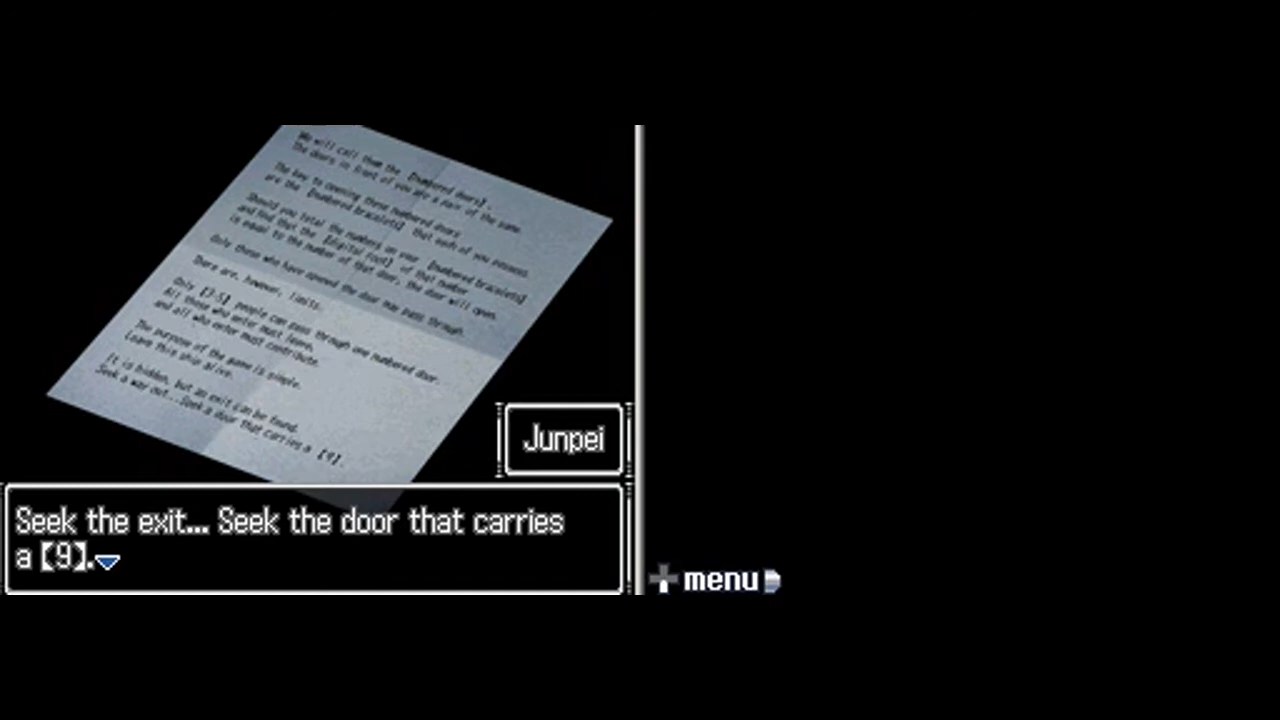 We will call them the [numbered doors].
The doors in front of you are a pair of the same.
The key to opening these numbered doors
are the [numbered bracelets] that each of you possess.
Should you total the numbers on your [numbered bracelets]
and find that the [digital root] of that number
is equal to the number of that door, the door will open.
Only those who have opened the door may pass through.
There are, however, limits.
Only [3-5] people can pass through one numbered door.
All those who enter must leave,
and all who enter must contribute.
The purpose of the game is simple.
Leave this ship alive.
It is hidden, but an exit can be found.
Seek a way out...Seek a door that carries a [9].
Junpei
Seek the exit... Seek the door that carries
a【9】.
menu